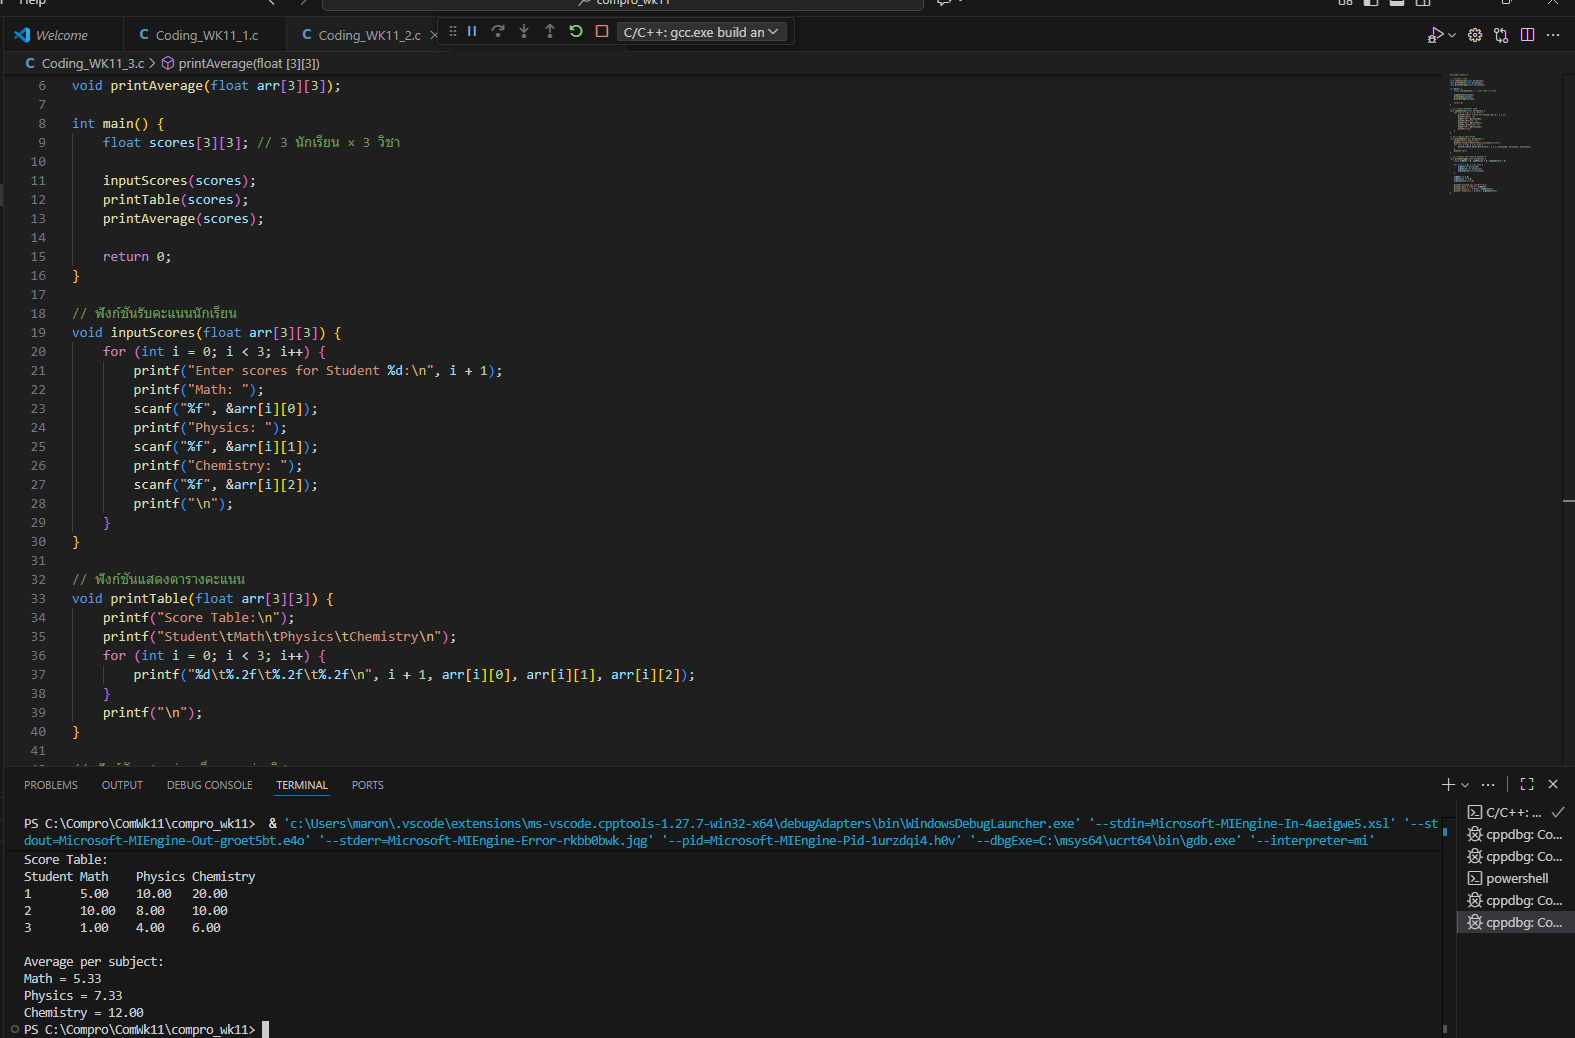 Help
compro_wk11
Welcome
Coding_WK11_1.c
Coding_WK11_2.c
C/C++: gcc.exe build an
C Coding_WK11_3.c > printAverage(float [3][3])
6 void printAverage(float arr[3][3]);
7
8 int main() {
9 float scores[3][3]; // 3 นักเรียน × 3 วิชา
10
11 inputScores(scores);
12 printTable(scores);
13 printAverage(scores);
14
15 return 0;
16 }
17
18 // ฟังก์ชันรับคะแนนนักเรียน
19 void inputScores(float arr[3][3]) {
20 for (int i = 0; i < 3; i++) {
21 printf("Enter scores for Student %d:\n", i + 1);
22 printf("Math: ");
23 scanf("%f", &arr[i][0]);
24 printf("Physics: ");
25 scanf("%f", &arr[i][1]);
26 printf("Chemistry: ");
27 scanf("%f", &arr[i][2]);
28 printf("\n");
29 }
30 }
31
32 // ฟังก์ชันแสดงตารางคะแนน
33 void printTable(float arr[3][3]) {
34 printf("Score Table:\n");
35 printf("Student\tMath\tPhysics\tChemistry\n");
36 for (int i = 0; i < 3; i++) {
37 printf("%d\t%.2f\t%.2f\t%.2f\n", i + 1, arr[i][0], arr[i][1], arr[i][2]);
38 }
39 printf("\n");
40 }
41
PROBLEMS OUTPUT DEBUG CONSOLE TERMINAL PORTS
PS C:\Compro\ComWk11\compro_wk11> & 'c:\Users\maron\.vscode\extensions\ms-vscode.cpptools-1.27.7-win32-x64\debugAdapters\bin\WindowsDebugLauncher.exe' '--stdin=Microsoft-MIEngine-In-4aeigwe5.xsl' '--st
dout=Microsoft-MIEngine-Out-groet5bt.e4o' '--stderr=Microsoft-MIEngine-Error-rkbb0bwk.jqg' '--pid=Microsoft-MIEngine-Pid-1urzdqi4.h0v' '--dbgExe=C:\msys64\ucrt64\bin\gdb.exe' '--interpreter=mi'
Score Table:
Student Math Physics Chemistry
1 5.00 10.00 20.00
2 10.00 8.00 10.00
3 1.00 4.00 6.00
Average per subject:
Math = 5.33
Physics = 7.33
Chemistry = 12.00
PS C:\Compro\ComWk11\compro_wk11>
C/C++: ...
cppdbg: Co...
cppdbg: Co...
powershell
cppdbg: Co...
cppdbg: Co...